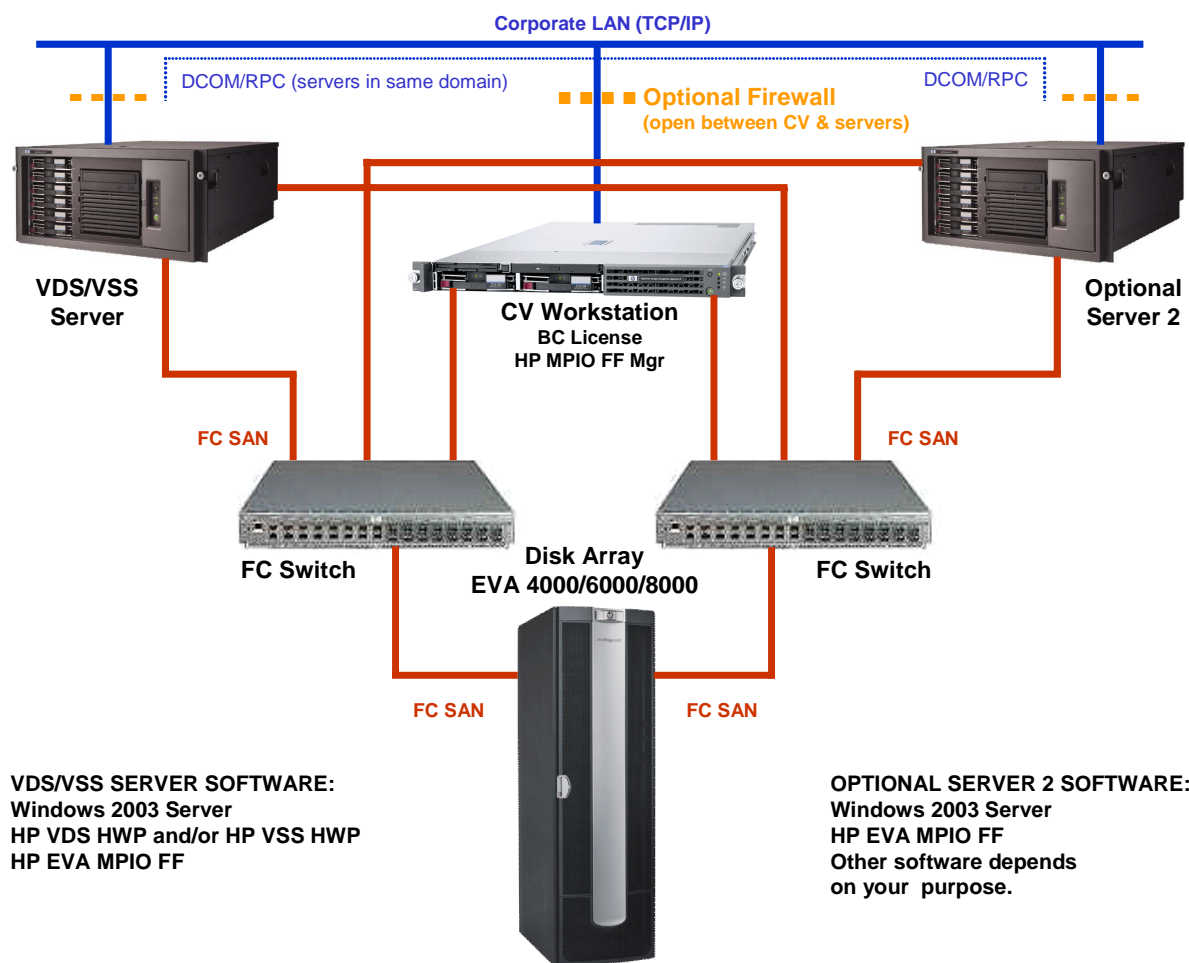 Corporate LAN (TCP/IP)
DCOM/RPC (servers in same domain)
DCOM/RPC
Optional Firewall
(open between CV & servers)
VDS/VSS
Server
CV Workstation
BC License
HP MPIO FF Mgr
Optional
Server 2
FC SAN
FC SAN
FC Switch
Disk Array
EVA 4000/6000/8000
FC Switch
FC SAN
FC SAN
VDS/VSS SERVER SOFTWARE:
Windows 2003 Server
HP VDS HWP and/or HP VSS HWP
HP EVA MPIO FF
OPTIONAL SERVER 2 SOFTWARE:
Windows 2003 Server
HP EVA MPIO FF
Other software depends
on your purpose.